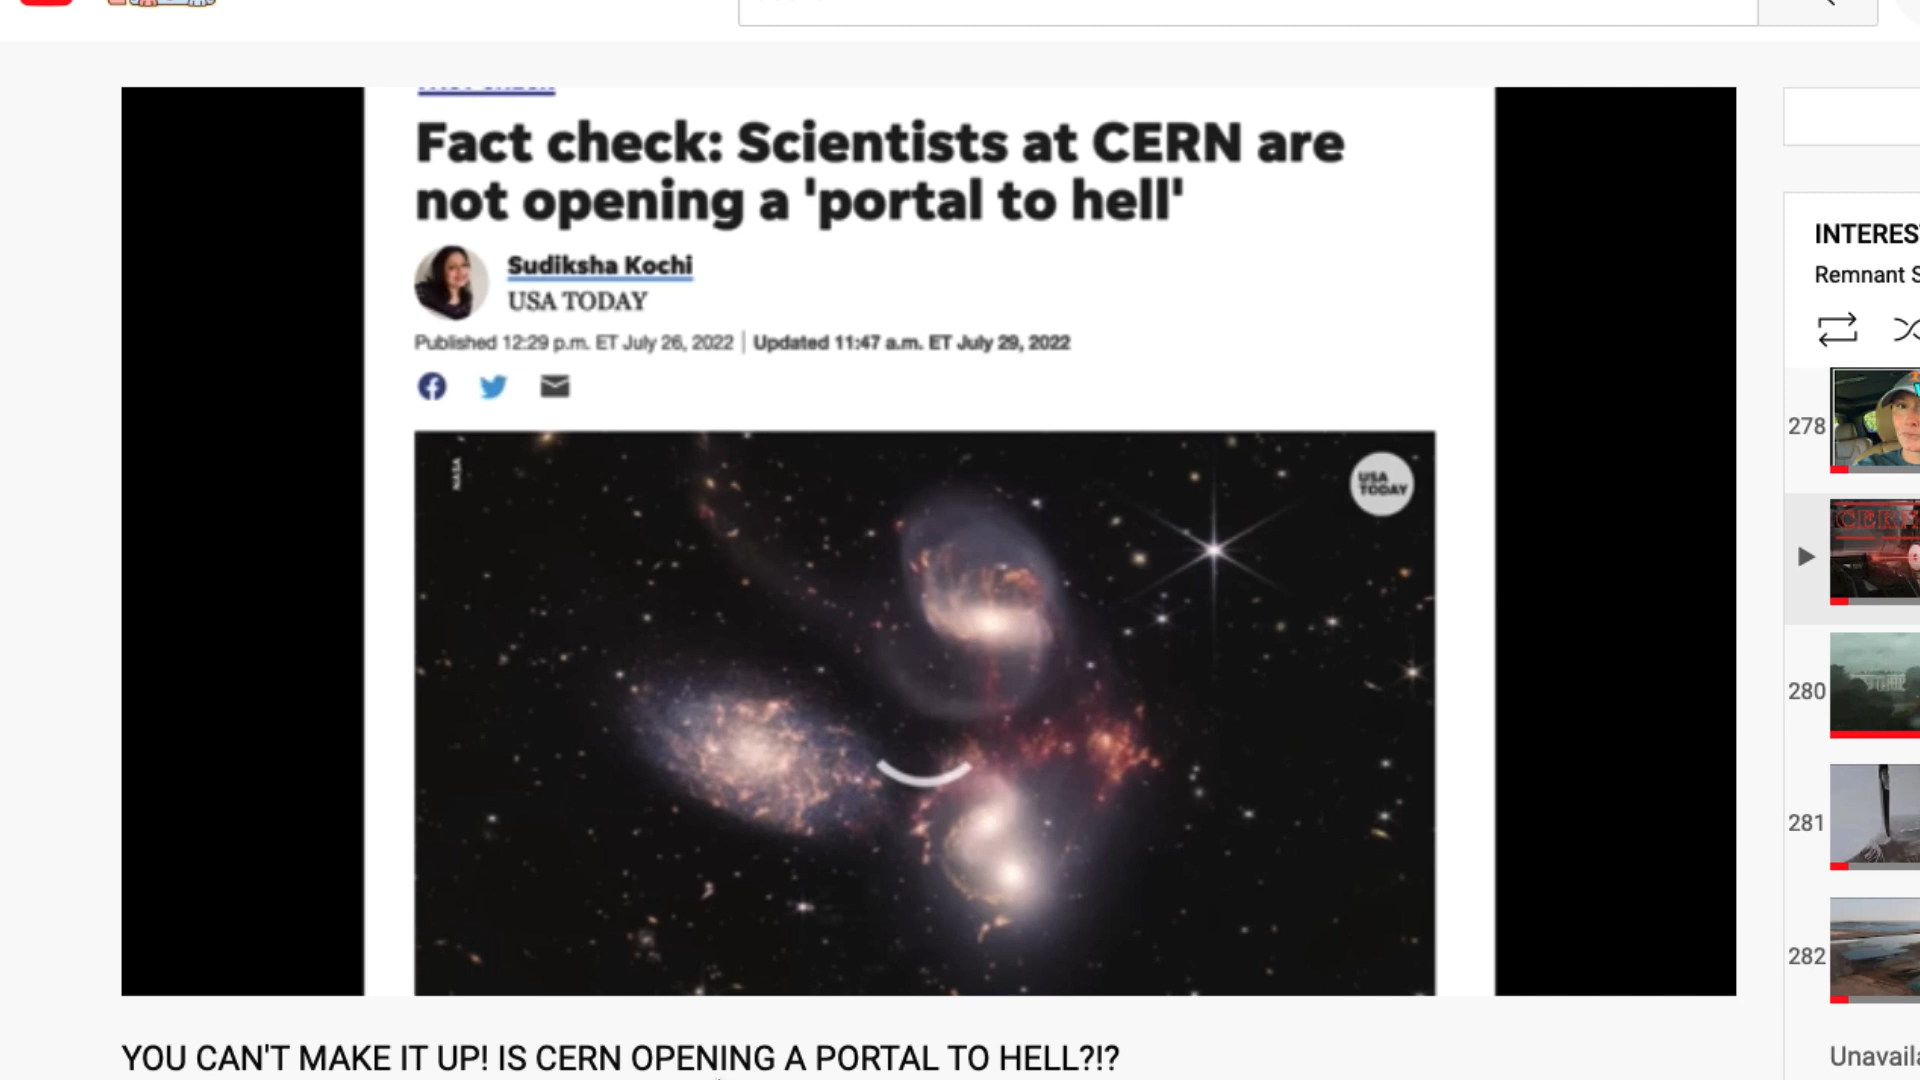 Fact check: Scientists at CERN are
not opening a 'portal to hell'
Sudiksha Kochi
USA TODAY
Published 12:29 p.m. ET July 26, 2022 | Updated 11:47 a.m. ET July 29, 2022
NASA
USA
TODAY
YOU CAN'T MAKE IT UP! IS CERN OPENING A PORTAL TO HELL?!?
INTERES
Remnant S
278
CERN
280
281
282
Unavaila